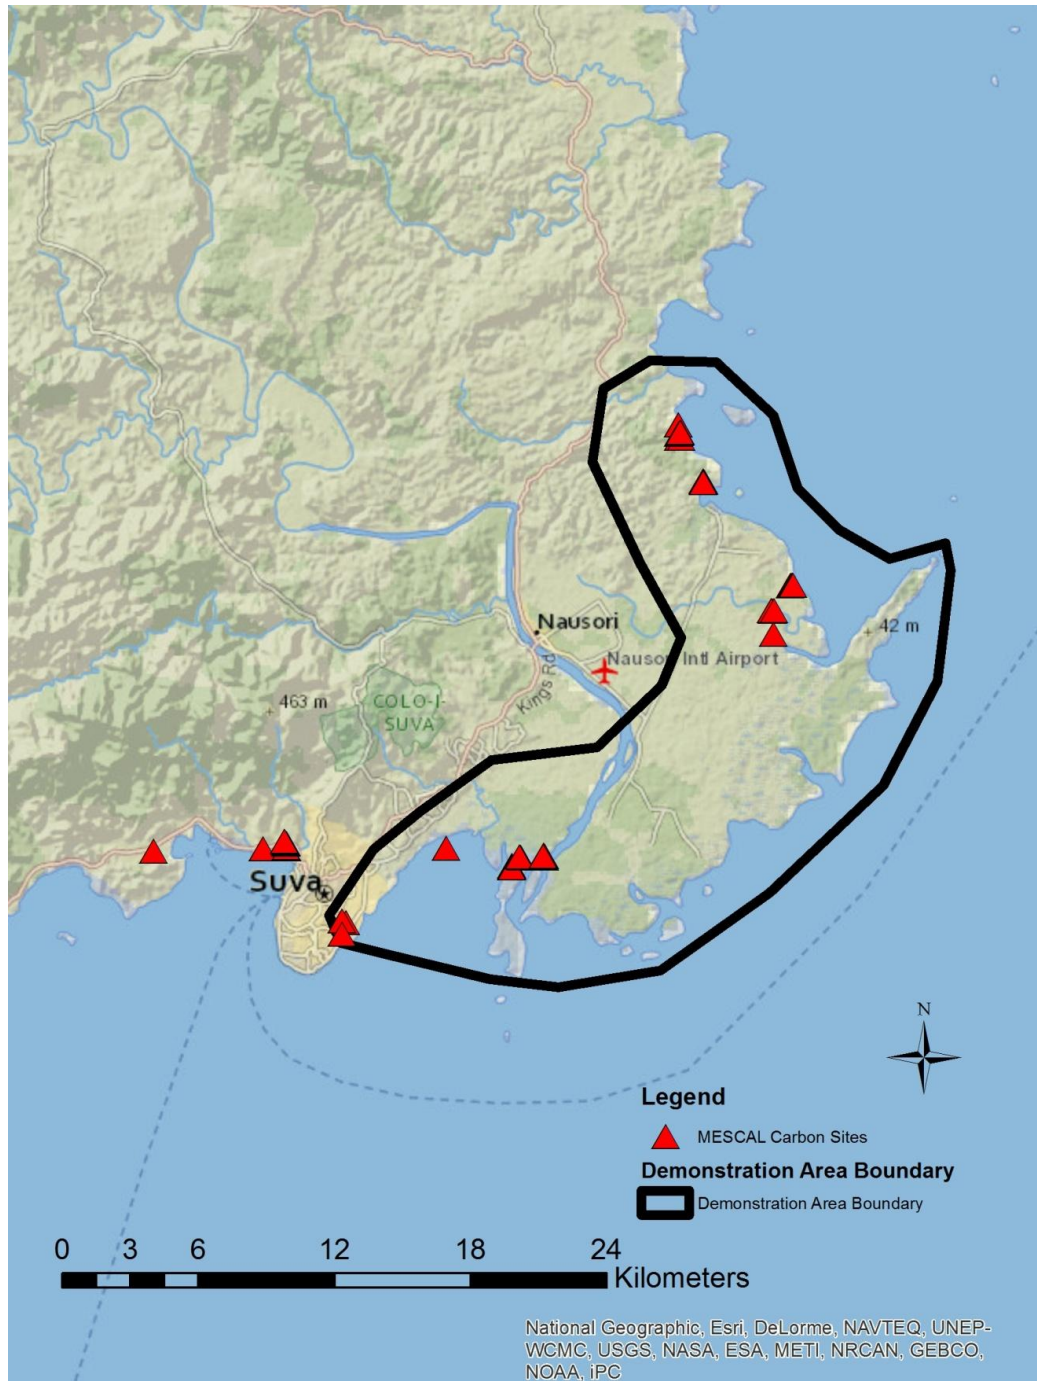 Nausori
42 m
Nausori Intl Airport
Kings Rd
463 m
COLO-I-
SUVA
Suva
N
Legend
MESCAL Carbon Sites
Demonstration Area Boundary
Demonstration Area Boundary
0 3 6 12 18 24
Kilometers
National Geographic, Esri, DeLorme, NAVTEQ, UNEP-
WCMC, USGS, NASA, ESA, METI, NRCAN, GEBCO,
NOAA, iPC